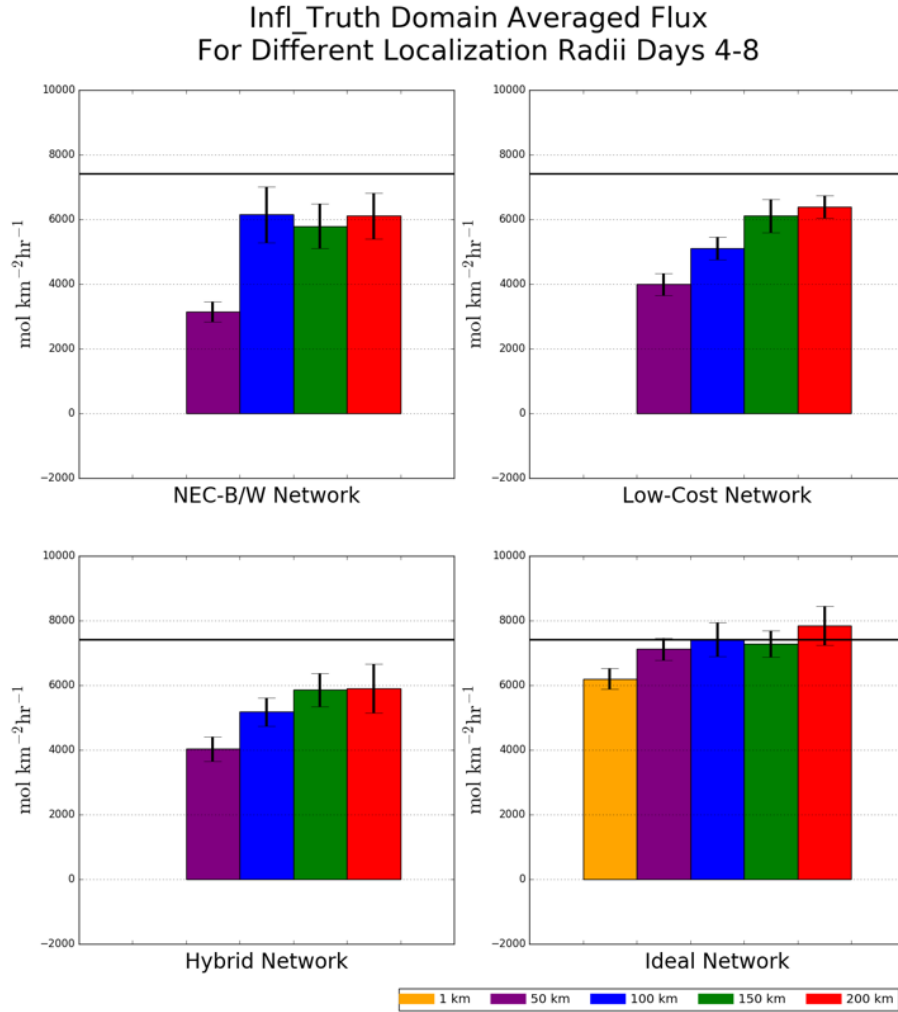 Infl_Truth Domain Averaged Flux
For Different Localization Radii Days 4-8
10000
8000
6000
4000
2000
0
−2000
mol km⁻²hr⁻¹
NEC-B/W Network
10000
8000
6000
4000
2000
0
−2000
mol km⁻²hr⁻¹
Low-Cost Network
10000
8000
6000
4000
2000
0
−2000
mol km⁻²hr⁻¹
Hybrid Network
10000
8000
6000
4000
2000
0
−2000
mol km⁻²hr⁻¹
Ideal Network
1 km 50 km 100 km 150 km 200 km